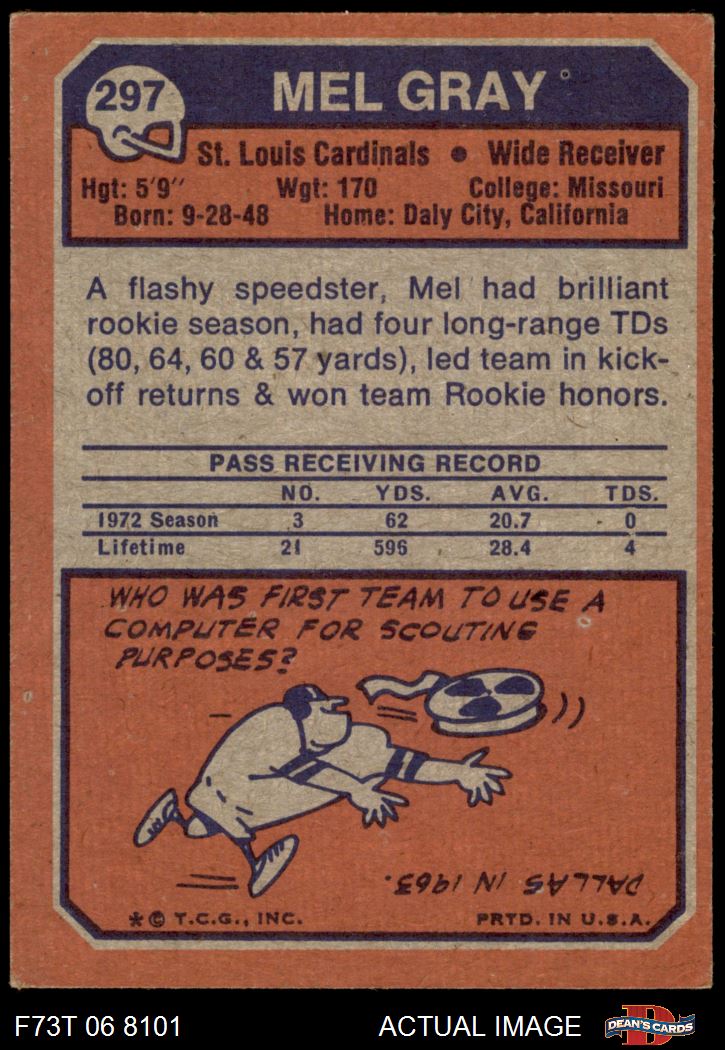 297
MEL GRAY
St. Louis Cardinals • Wide Receiver
Hgt: 5'9" Wgt: 170 College: Missouri
Born: 9-28-48 Home: Daly City, California
A flashy speedster, Mel had brilliant
rookie season, had four long-range TDs
(80, 64, 60 & 57 yards), led team in kick-
off returns & won team Rookie honors.
PASS RECEIVING RECORD
NO. YDS. AVG. TDS.
1972 Season 3 62 20.7 0
Lifetime 21 596 28.4 4
WHO WAS FIRST TEAM TO USE A
COMPUTER FOR SCOUTING
PURPOSES?
DALLAS IN 1963.
* © T.C.G., INC. PRTD. IN U.S.A.
F73T 06 8101 ACTUAL IMAGE
D
DEAN'S CARDS